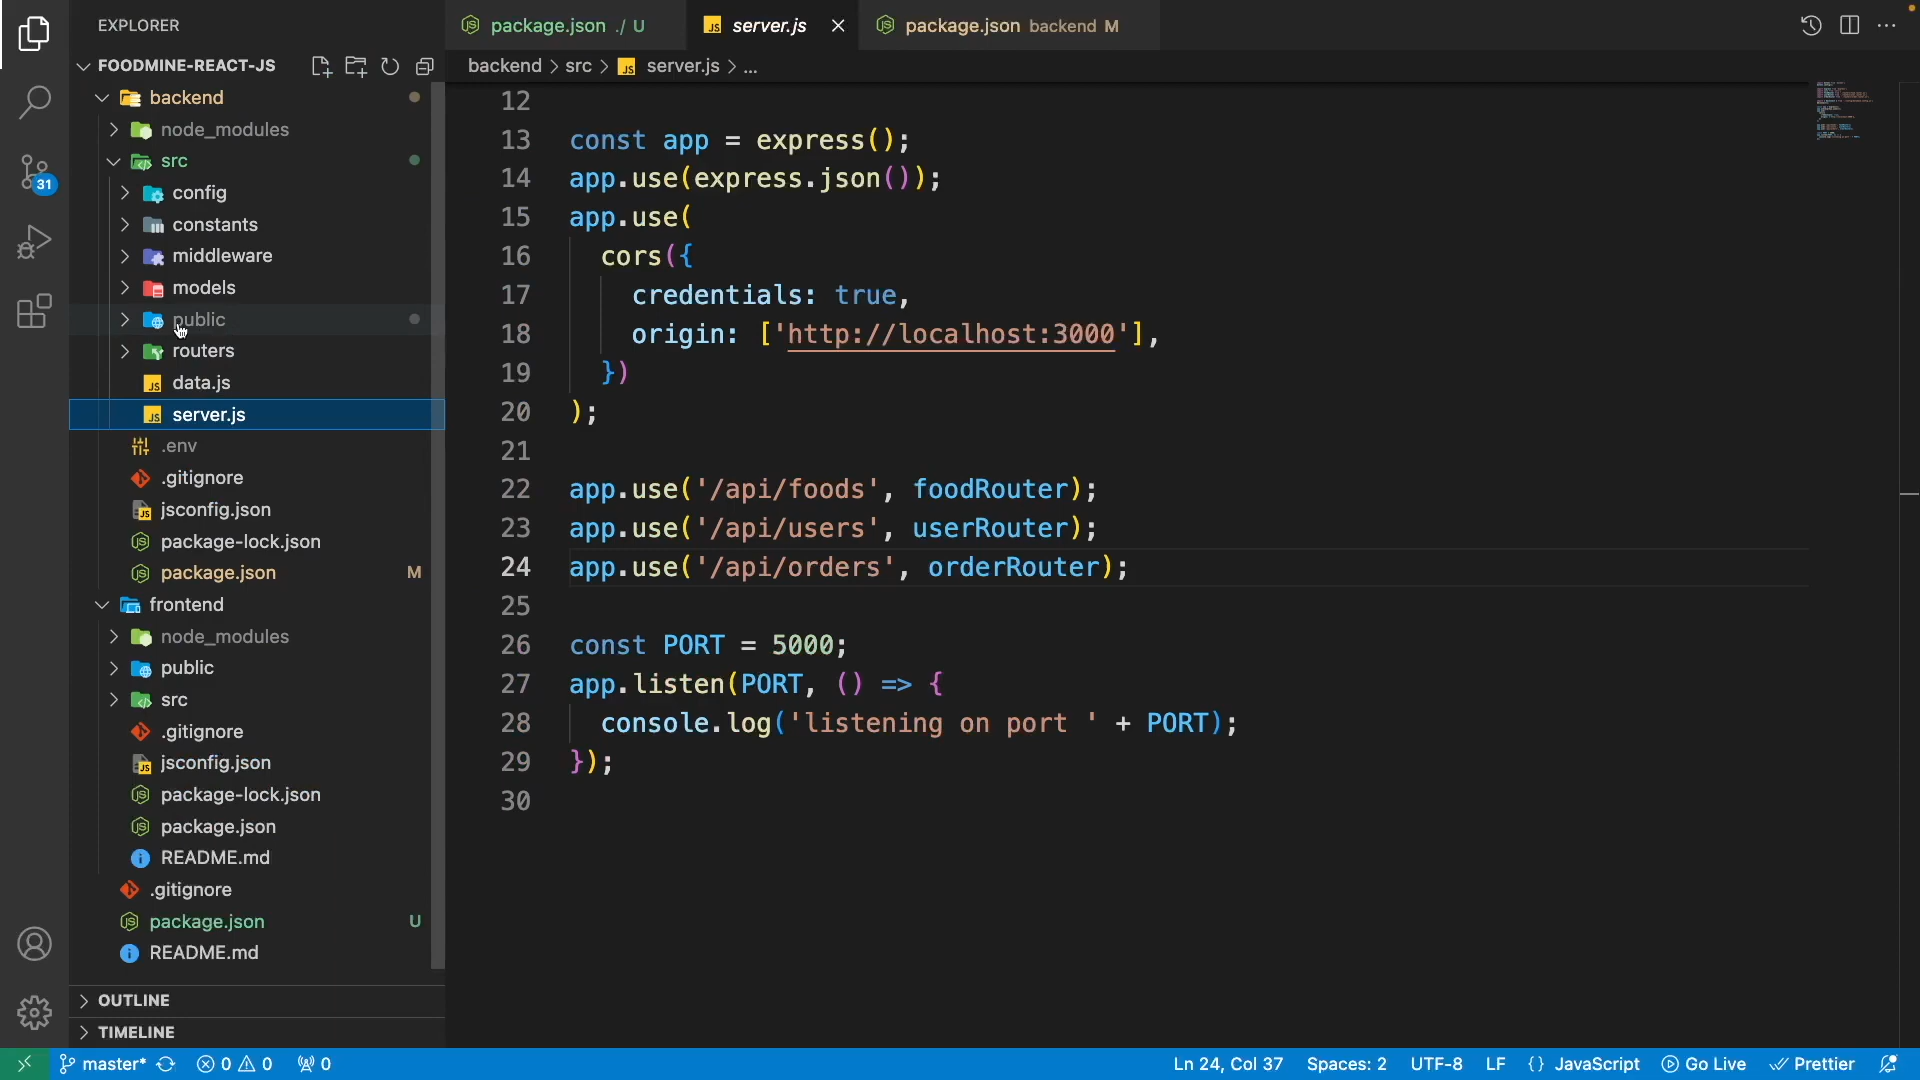 EXPLORER
FOODMINE-REACT-JS
backend
node_modules
src
config
constants
middleware
models
public
routers
data.js
server.js
.env
.gitignore
jsconfig.json
package-lock.json
package.json M
frontend
node_modules
public
src
.gitignore
jsconfig.json
package-lock.json
package.json
README.md
.gitignore
package.json U
README.md
OUTLINE
TIMELINE
31
package.json ./ U
server.js
package.json backend M
backend > src > JS server.js > ...
12
13 const app = express();
14 app.use(express.json());
15 app.use(
16 cors({
17 credentials: true,
18 origin: ['http://localhost:3000'],
19 })
20 );
21
22 app.use('/api/foods', foodRouter);
23 app.use('/api/users', userRouter);
24 app.use('/api/orders', orderRouter);
25
26 const PORT = 5000;
27 app.listen(PORT, () => {
28 console.log('listening on port ' + PORT);
29 });
30
master* 0 0 0
Ln 24, Col 37 Spaces: 2 UTF-8 LF {} JavaScript Go Live Prettier